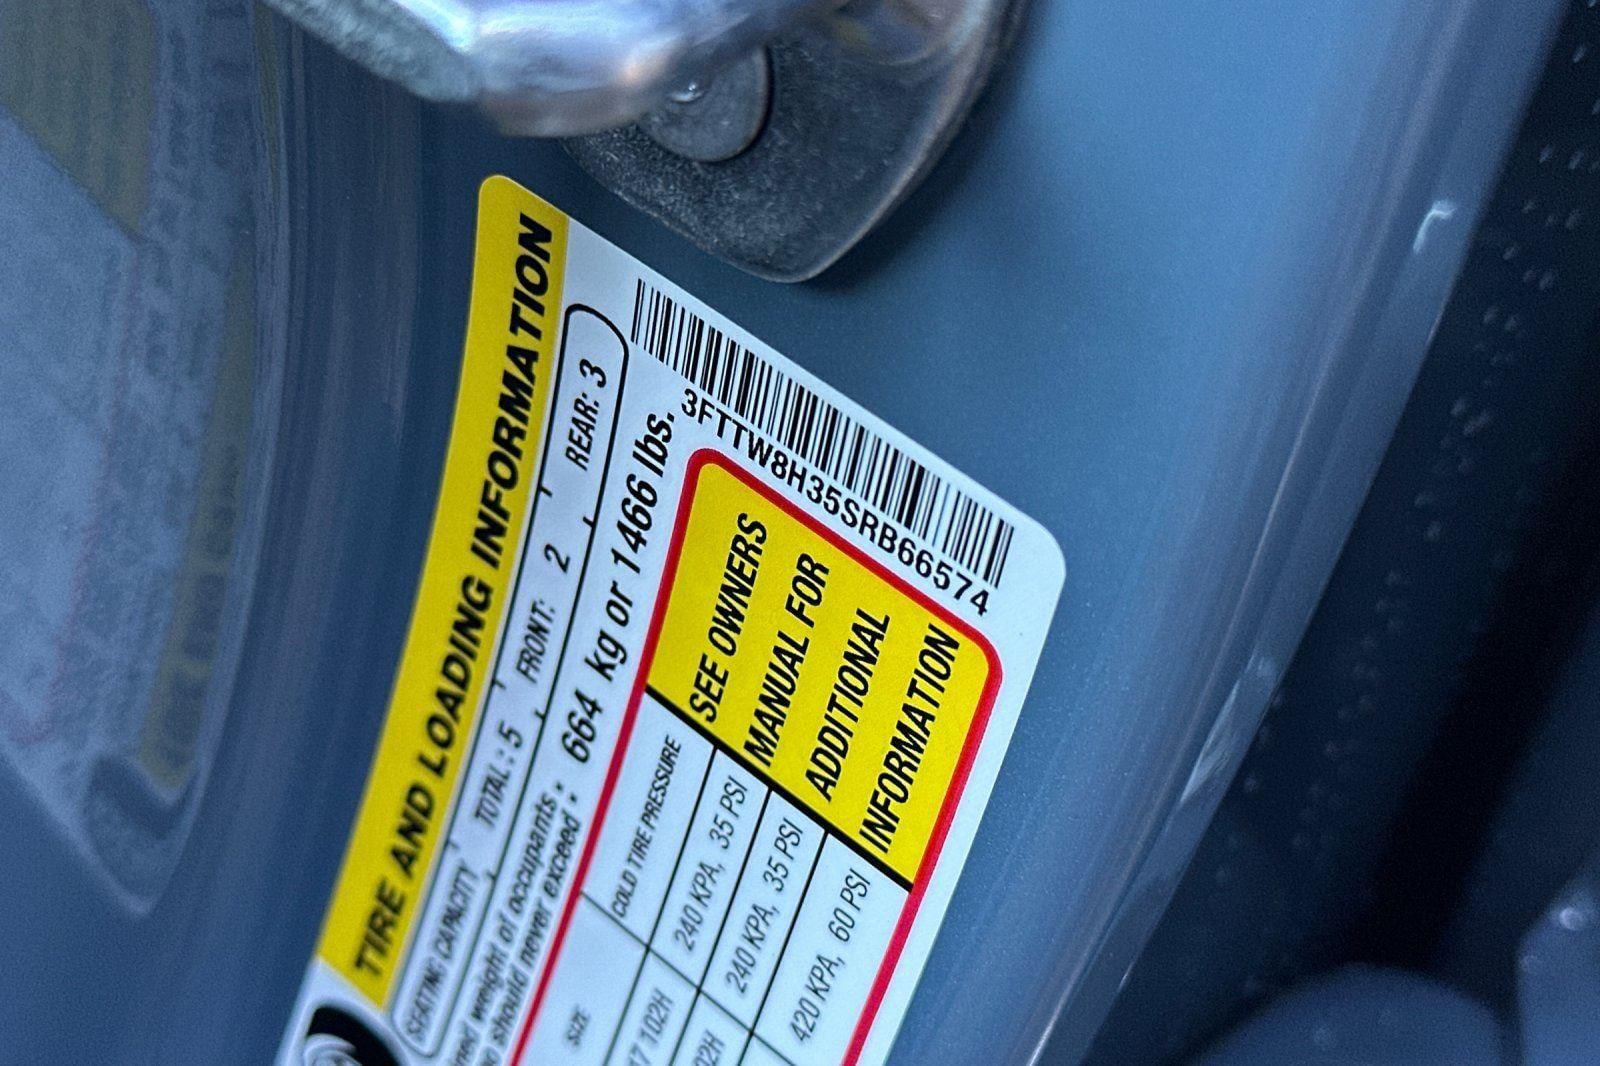 TIRE AND LOADING INFORMATION
SEATING CAPACITY TOTAL: 5 FRONT: 2 REAR: 3
weight of occupants
should never exceed : 664 kg or 1466 lbs.
3FTTW8H35SRB66574
SIZE COLD TIRE PRESSURE
102H 240 KPA, 35 PSI
240 KPA, 35 PSI
420 KPA, 60 PSI
SEE OWNERS
MANUAL FOR
ADDITIONAL
INFORMATION